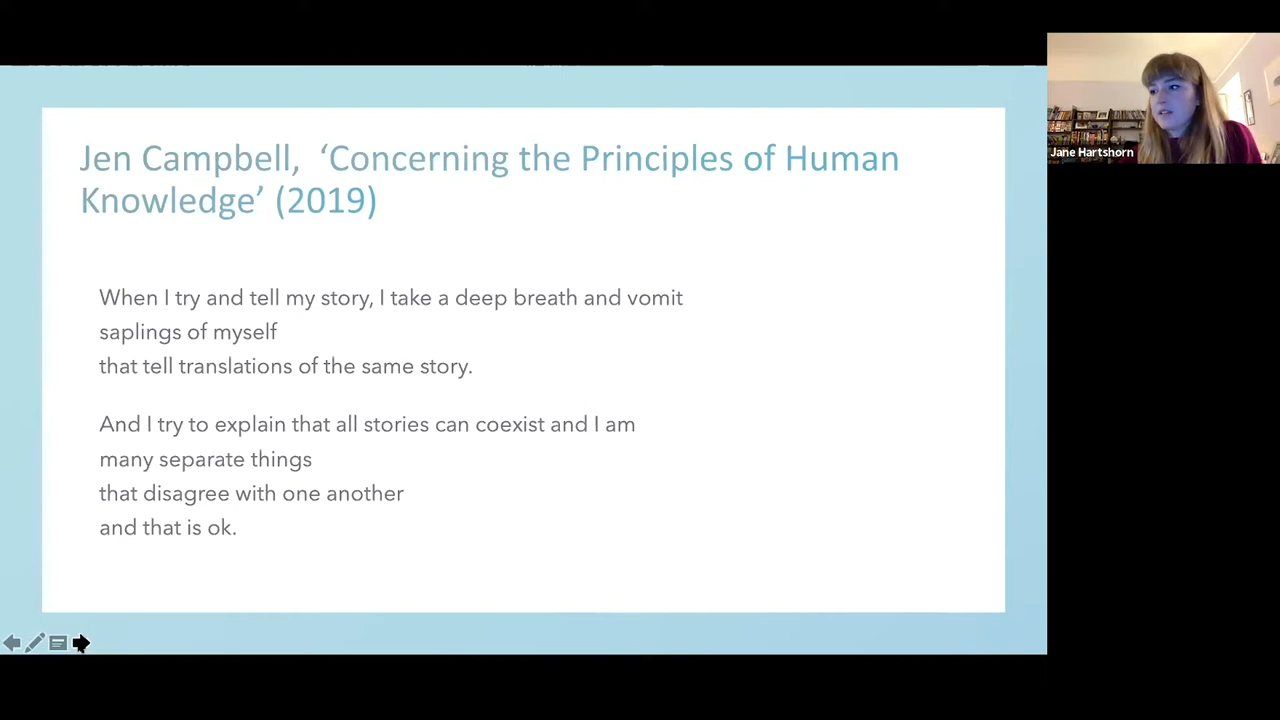 Jen Campbell, ‘Concerning the Principles of Human
Knowledge’ (2019)
When I try and tell my story, I take a deep breath and vomit
saplings of myself
that tell translations of the same story.
And I try to explain that all stories can coexist and I am
many separate things
that disagree with one another
and that is ok.
Jane Hartshorn